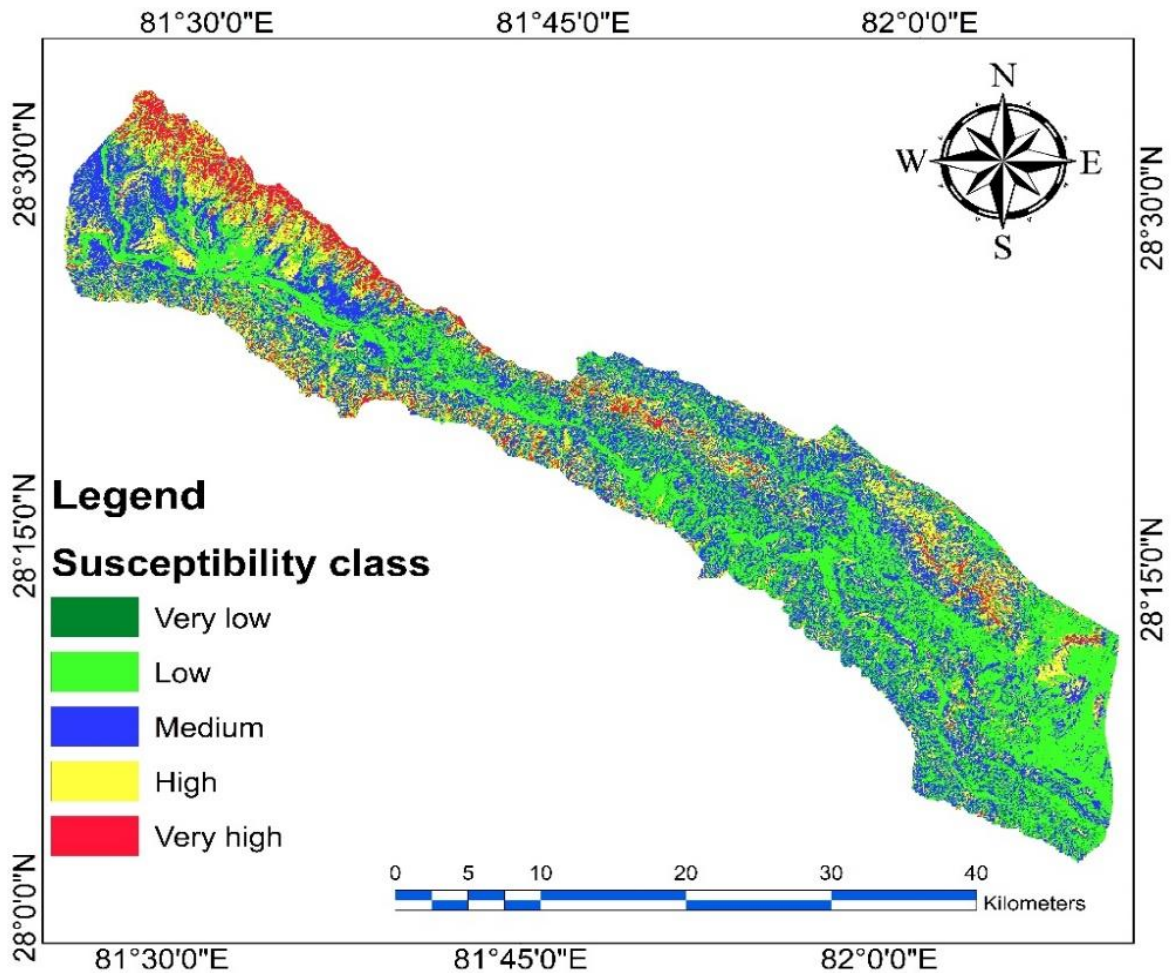 81°30'0"E 81°45'0"E 82°0'0"E
28°30'0"N
28°15'0"N
28°0'0"N
N
W E
S
28°30'0"N
28°15'0"N
Legend
Susceptibility class
Very low
Low
Medium
High
Very high
0 5 10 20 30 40
Kilometers
81°30'0"E 81°45'0"E 82°0'0"E